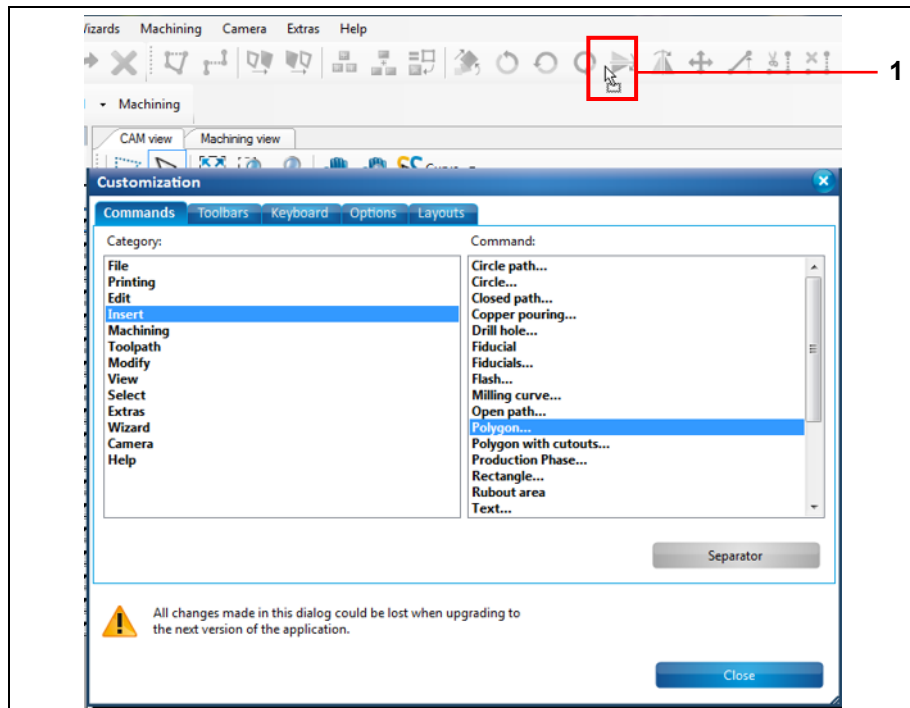 Wizards Machining Camera Extras Help
1
Machining
CAM view Machining view
Customization
Commands Toolbars Keyboard Options Layouts
Category: Command:
File Circle path...
Printing Circle...
Edit Closed path...
Insert Copper pouring...
Machining Drill hole...
Toolpath Fiducial
Modify Fiducials...
View Flash...
Select Milling curve...
Extras Open path...
Wizard Polygon...
Camera Polygon with cutouts...
Help Production Phase...
Rectangle...
Rubout area
Text...
Separator
All changes made in this dialog could be lost when upgrading to
the next version of the application.
Close